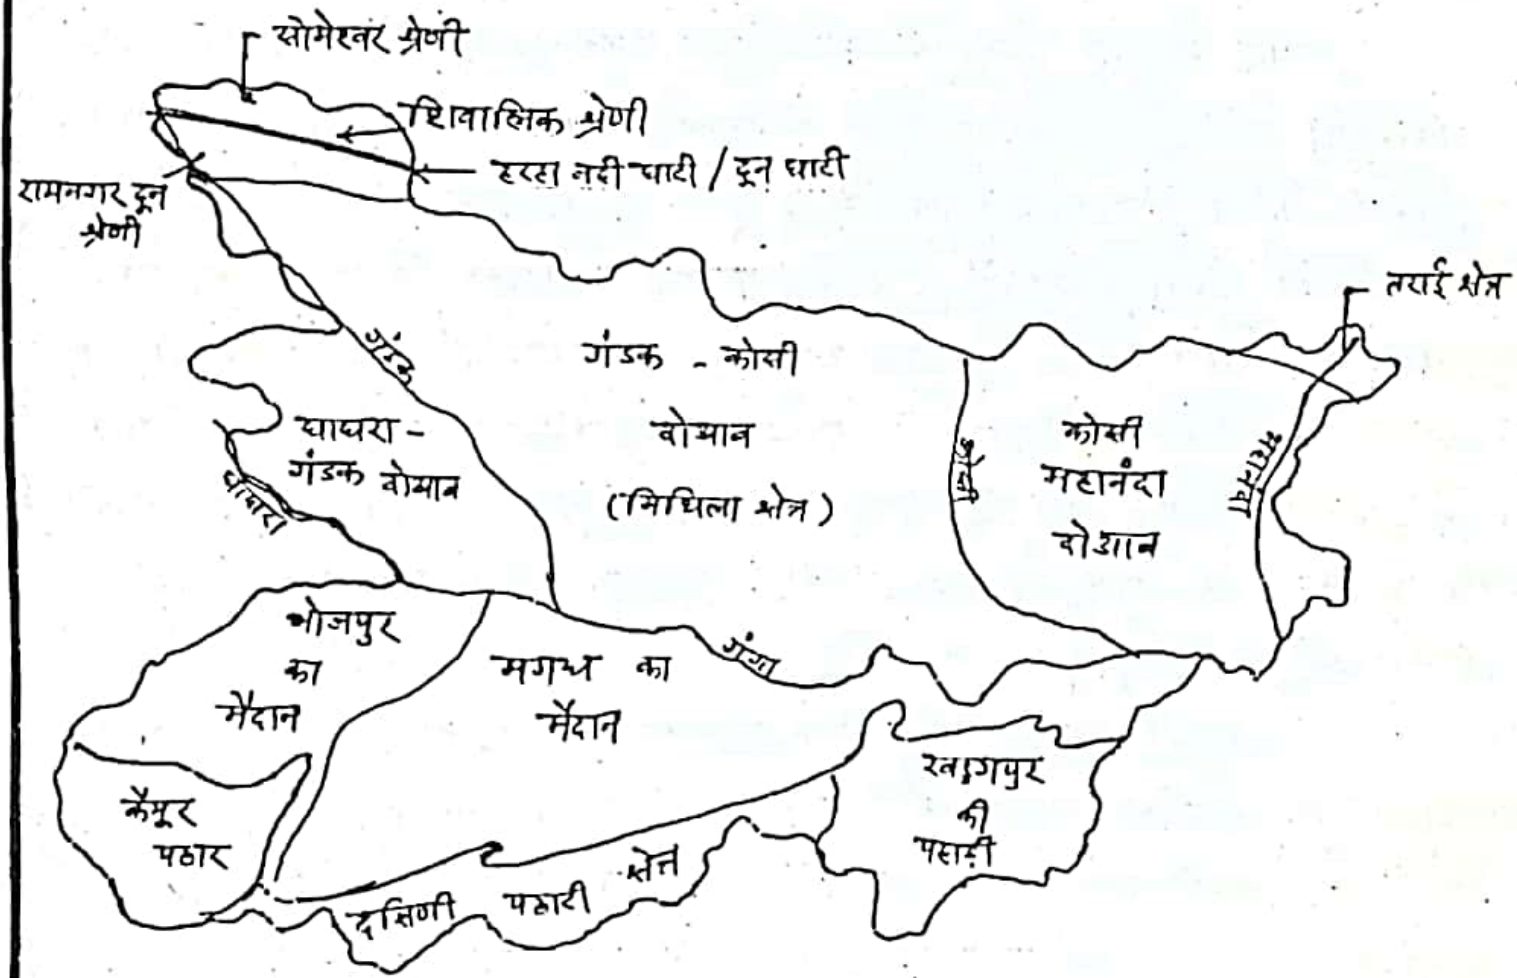 सोमेश्वर श्रेणी
शिवालिक श्रेणी
हरहा नदी घाटी / दून घाटी
रामनगर दून
श्रेणी
तराई क्षेत्र
गंडक
गंडक - कोसी
दोआब
(मिथिला क्षेत्र)
घाघरा -
गंडक दोआब
घाघरा
कोसी
कोसी
महानंदा
दोआब
महानंदा
भोजपुर
का
मैदान
मगध का
मैदान
गंगा
कैमूर
पठार
खड़गपुर
की
पहाड़ी
दक्षिणी पठारी क्षेत्र